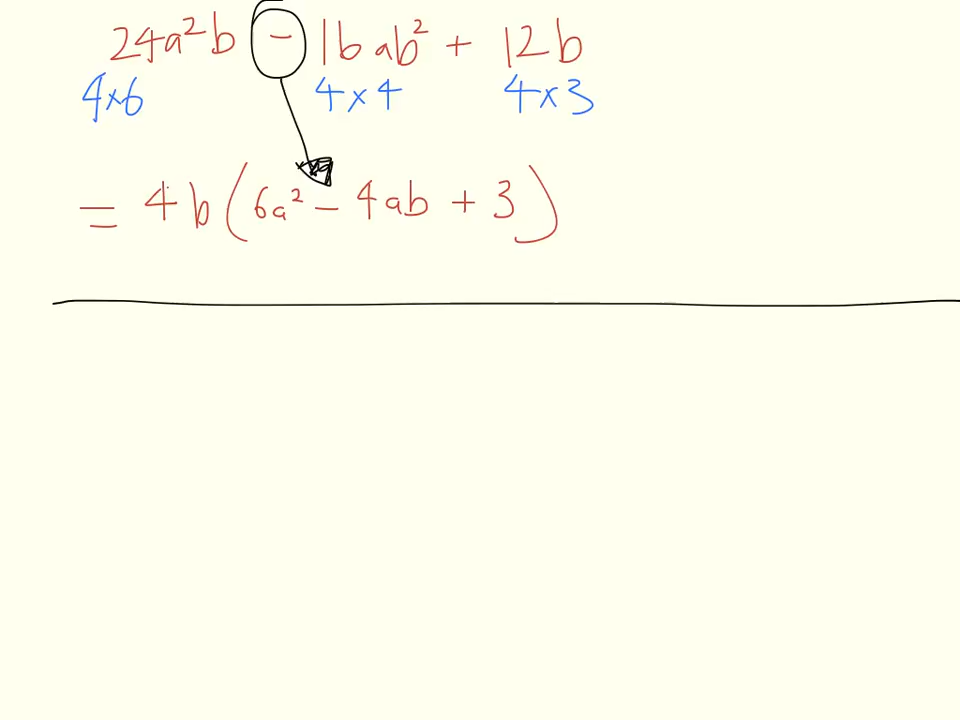 24a²b − 16ab² + 12b
4×6 4×4 4×3
= 4b(6a² − 4ab + 3)